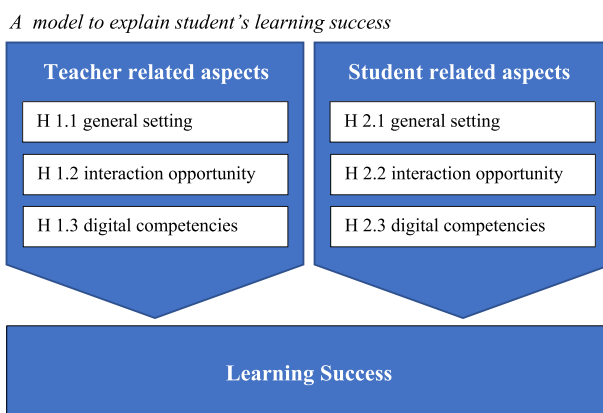 A model to explain student’s learning success
Teacher related aspects
H 1.1 general setting
H 1.2 interaction opportunity
H 1.3 digital competencies
Student related aspects
H 2.1 general setting
H 2.2 interaction opportunity
H 2.3 digital competencies
Learning Success